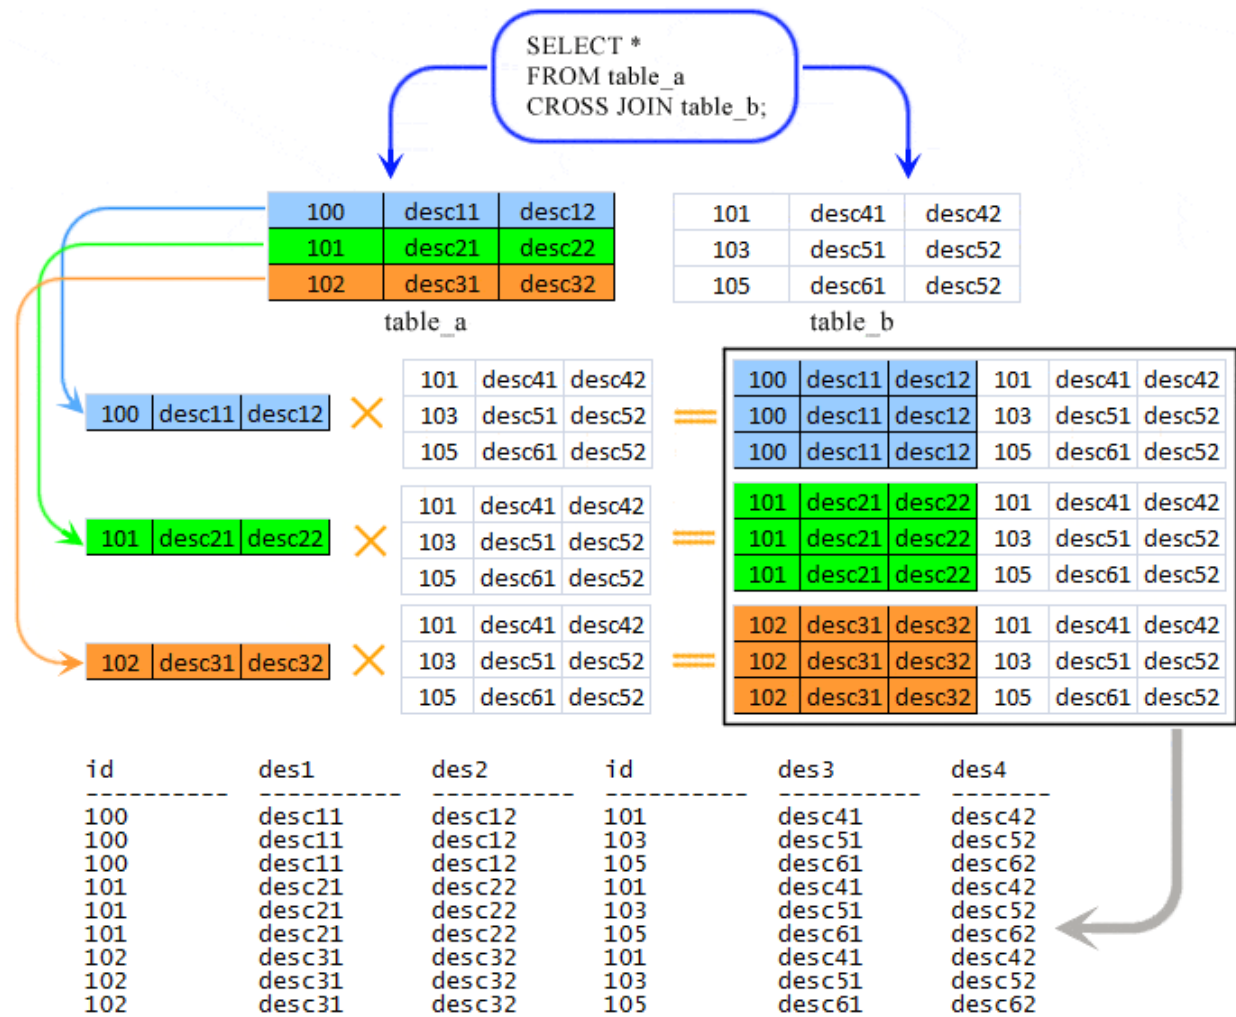 SELECT *
FROM table_a
CROSS JOIN table_b;
100 desc11 desc12 101 desc41 desc42
101 desc21 desc22 103 desc51 desc52
102 desc31 desc32 105 desc61 desc52
table_a table_b
101 desc41 desc42 100 desc11 desc12 101 desc41 desc42
100 desc11 desc12 × 103 desc51 desc52 = 100 desc11 desc12 103 desc51 desc52
105 desc61 desc52 100 desc11 desc12 105 desc61 desc52
101 desc41 desc42 101 desc21 desc22 101 desc41 desc42
101 desc21 desc22 × 103 desc51 desc52 = 101 desc21 desc22 103 desc51 desc52
105 desc61 desc52 101 desc21 desc22 105 desc61 desc52
101 desc41 desc42 102 desc31 desc32 101 desc41 desc42
102 desc31 desc32 × 103 desc51 desc52 = 102 desc31 desc32 103 desc51 desc52
105 desc61 desc52 102 desc31 desc32 105 desc61 desc52
id des1 des2 id des3 des4
---------- ---------- ---------- ---------- ---------- -------
100 desc11 desc12 101 desc41 desc42
100 desc11 desc12 103 desc51 desc52
100 desc11 desc12 105 desc61 desc62
101 desc21 desc22 101 desc41 desc42
101 desc21 desc22 103 desc51 desc52
101 desc21 desc22 105 desc61 desc62
102 desc31 desc32 101 desc41 desc42
102 desc31 desc32 103 desc51 desc52
102 desc31 desc32 105 desc61 desc62